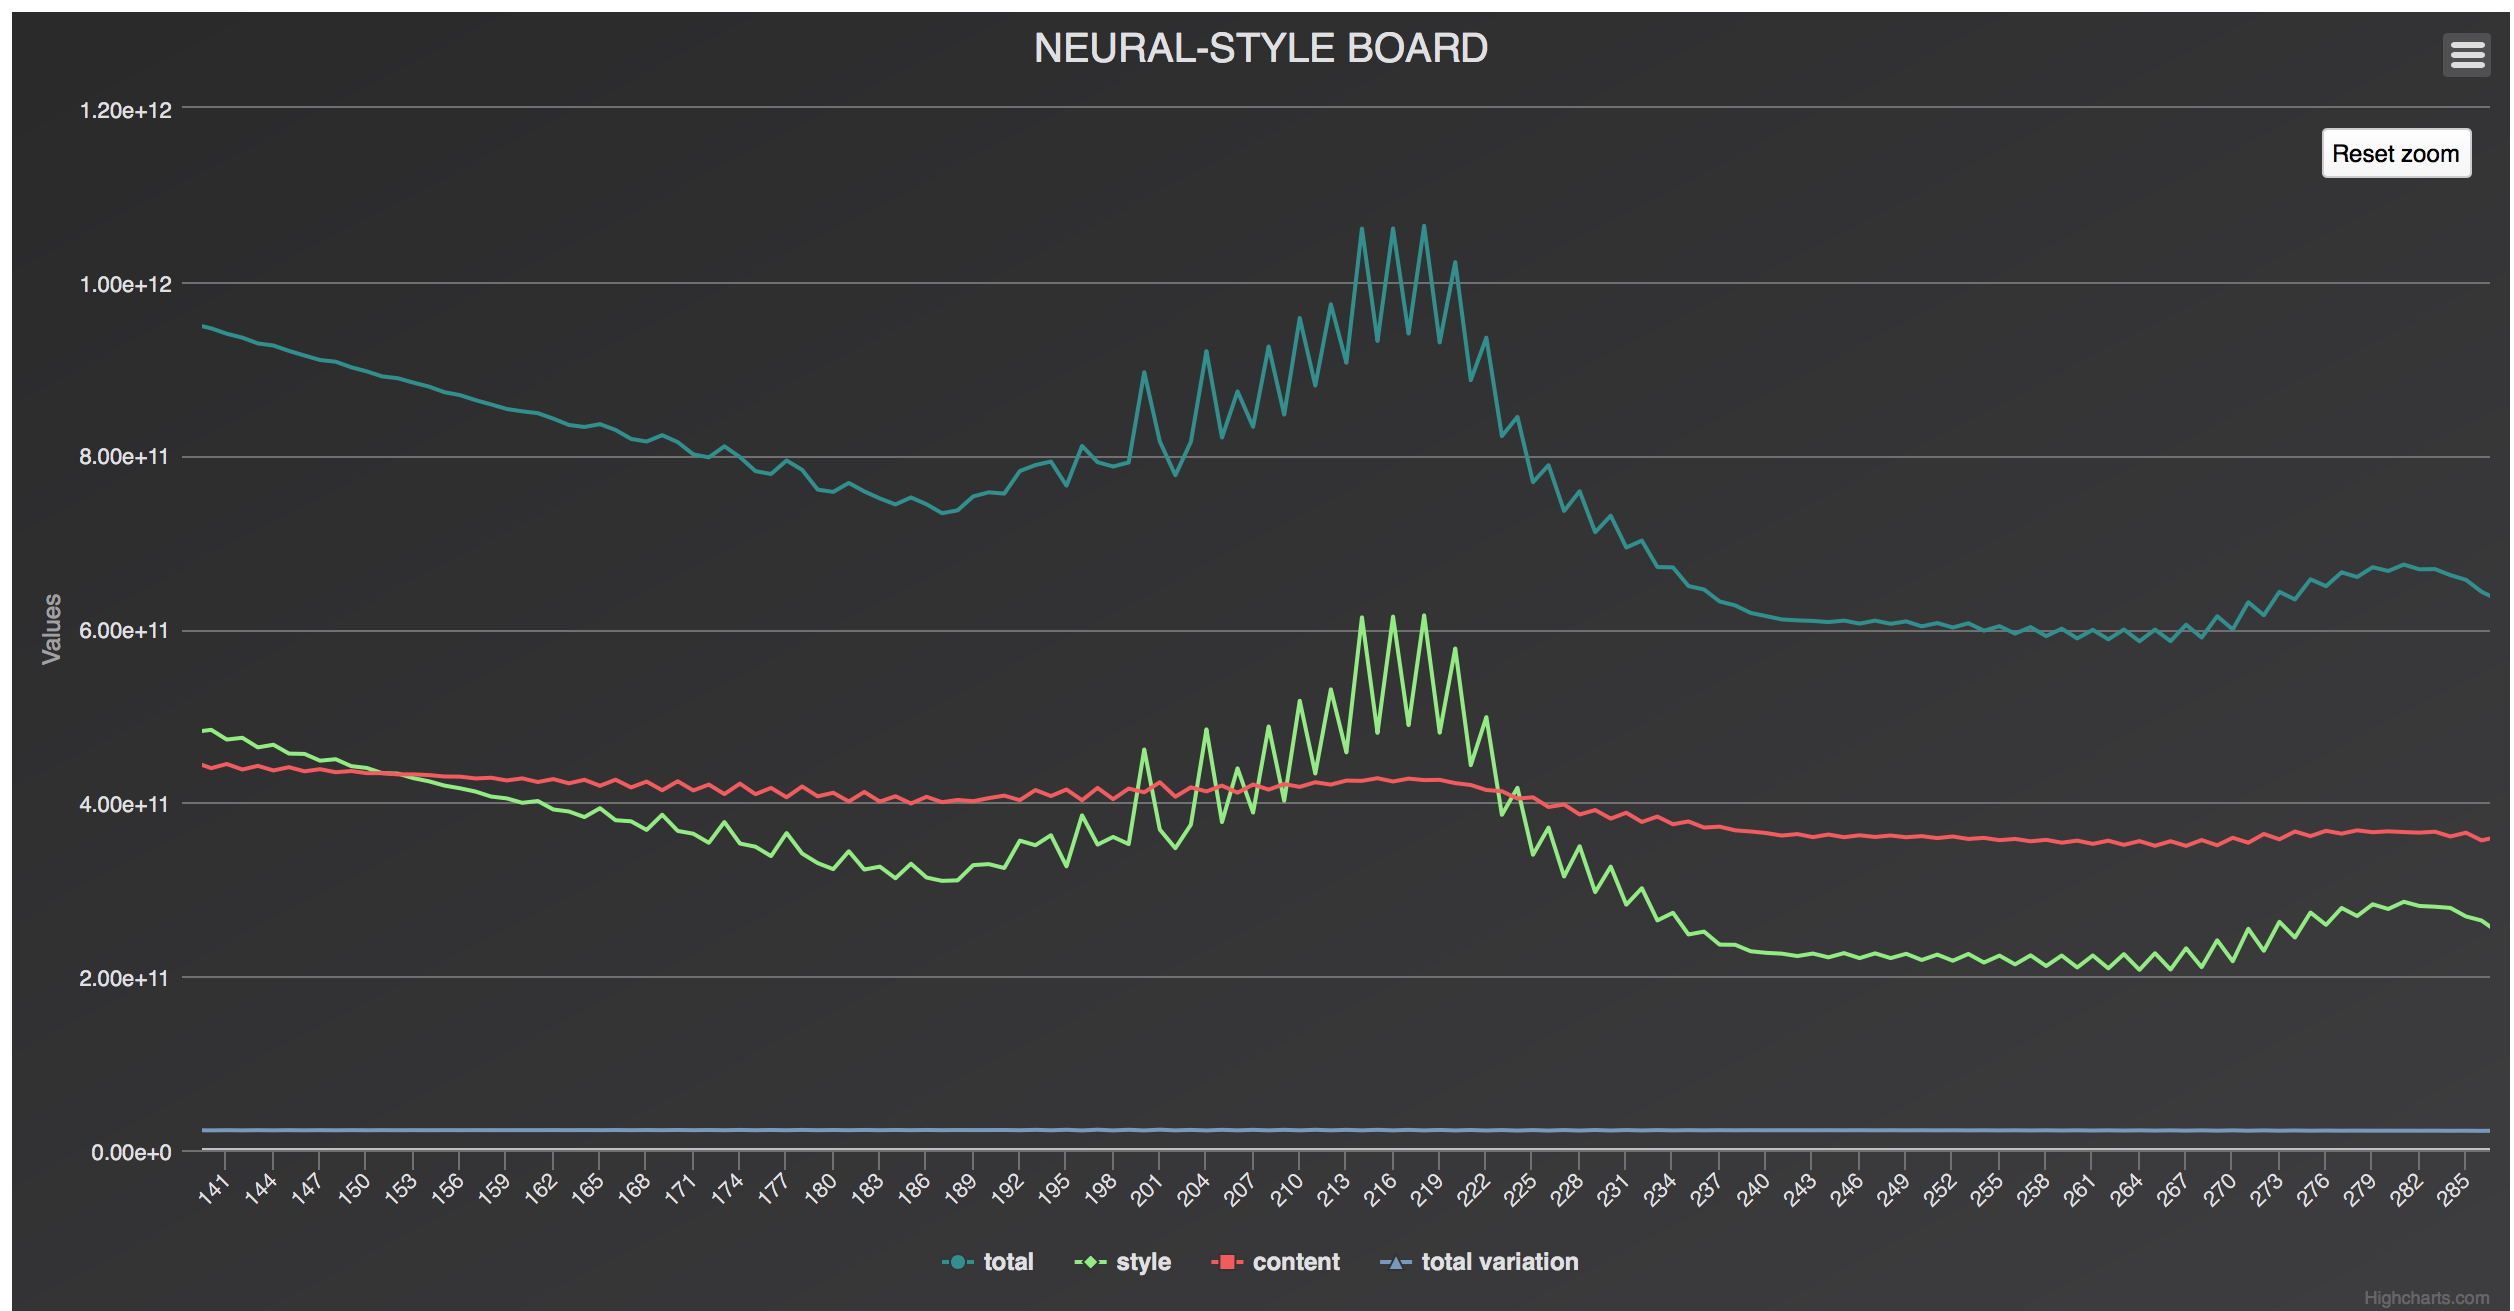 NEURAL-STYLE BOARD
1.20e+12
Reset zoom
1.00e+12
8.00e+11
Values
6.00e+11
4.00e+11
2.00e+11
0.00e+0
141 144 147 150 153 156 159 162 165 168 171 174 177 180 183 186 189 192 195 198 201 204 207 210 213 216 219 222 225 228 231 234 237 240 243 246 249 252 255 258 261 264 267 270 273 276 279 282 285
total style content total variation
Highcharts.com